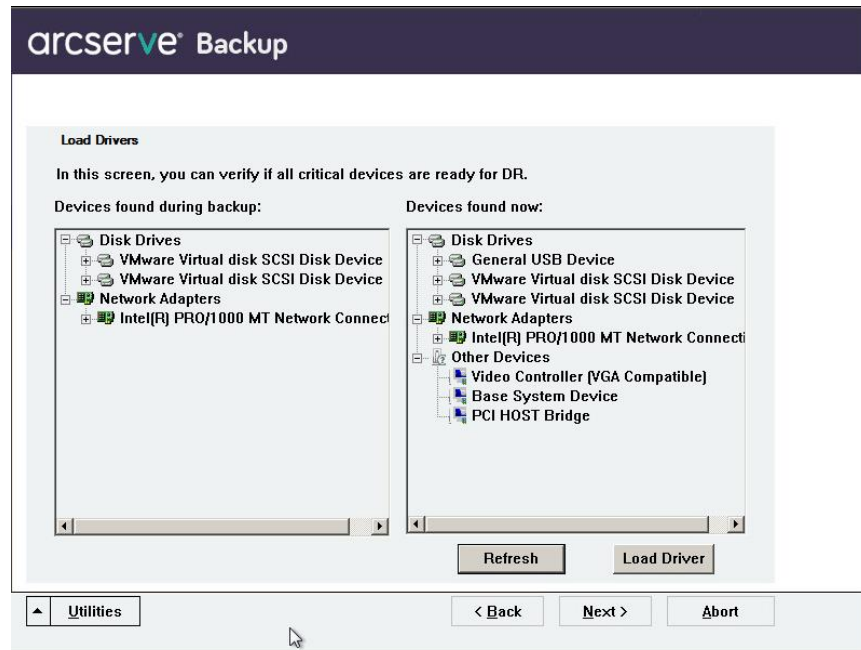 arcserve® Backup
Load Drivers
In this screen, you can verify if all critical devices are ready for DR.
Devices found during backup:
Disk Drives
VMware Virtual disk SCSI Disk Device
VMware Virtual disk SCSI Disk Device
Network Adapters
Intel(R) PRO/1000 MT Network Connect
Devices found now:
Disk Drives
General USB Device
VMware Virtual disk SCSI Disk Device
VMware Virtual disk SCSI Disk Device
Network Adapters
Intel(R) PRO/1000 MT Network Connecti
Other Devices
Video Controller (VGA Compatible)
Base System Device
PCI HOST Bridge
Refresh
Load Driver
Utilities
< Back
Next >
Abort